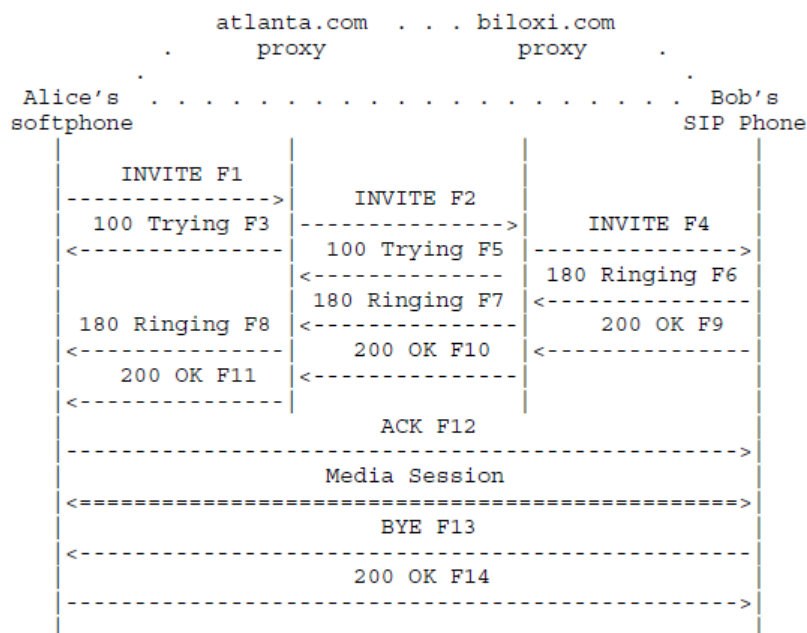 atlanta.com . . . biloxi.com
. proxy proxy .
. .
Alice's . . . . . . . . . . . . . . . . . . . . Bob's
softphone SIP Phone
| | | |
| INVITE F1 | | |
|--------------->| INVITE F2 | |
| 100 Trying F3 |--------------->| INVITE F4 |
|<---------------| 100 Trying F5 |--------------->|
| |<-------------- | 180 Ringing F6 |
| | 180 Ringing F7 |<---------------|
| 180 Ringing F8 |<---------------| 200 OK F9 |
|<---------------| 200 OK F10 |<---------------|
| 200 OK F11 |<---------------| |
|<---------------| | |
| ACK F12 |
|------------------------------------------------->|
| Media Session |
|<================================================>|
| BYE F13 |
|<-------------------------------------------------|
| 200 OK F14 |
|------------------------------------------------->|
| |